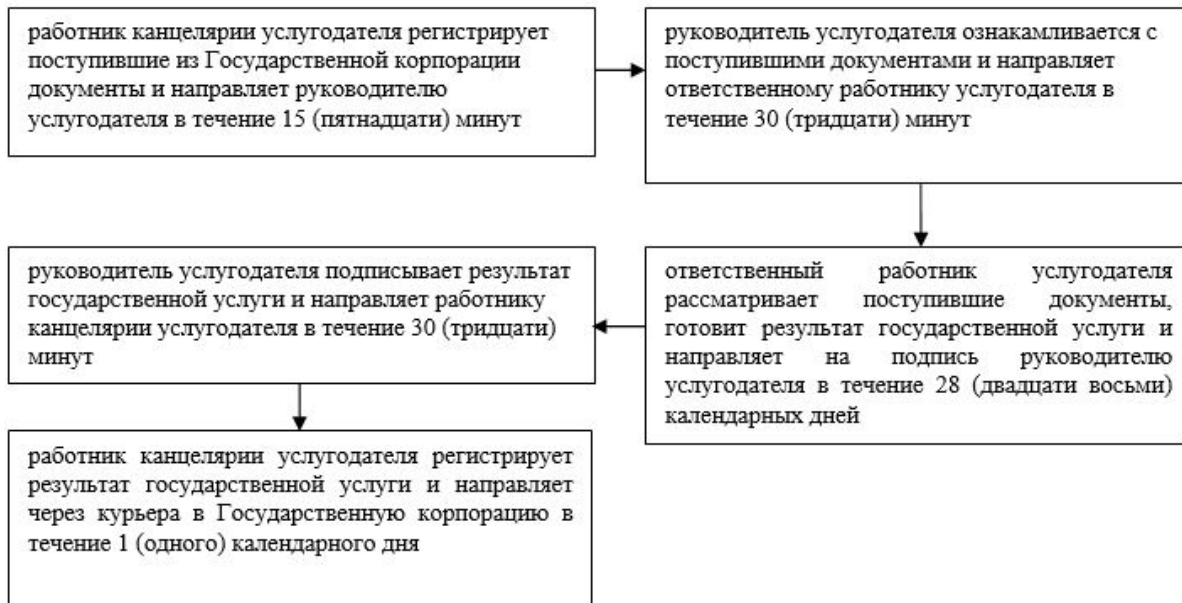 работник канцелярии услугодателя регистрирует
поступившие из Государственной корпорации
документы и направляет руководителю
услугодателя в течение 15 (пятнадцати) минут
руководитель услугодателя ознакамливается с
поступившими документами и направляет
ответственному работнику услугодателя в
течение 30 (тридцати) минут
ответственный работник услугодателя
рассматривает поступившие документы,
готовит результат государственной услуги и
направляет на подпись руководителю
услугодателя в течение 28 (двадцати восьми)
календарных дней
руководитель услугодателя подписывает результат
государственной услуги и направляет работнику
канцелярии услугодателя в течение 30 (тридцати)
минут
работник канцелярии услугодателя регистрирует
результат государственной услуги и направляет
через курьера в Государственную корпорацию в
течение 1 (одного) календарного дня